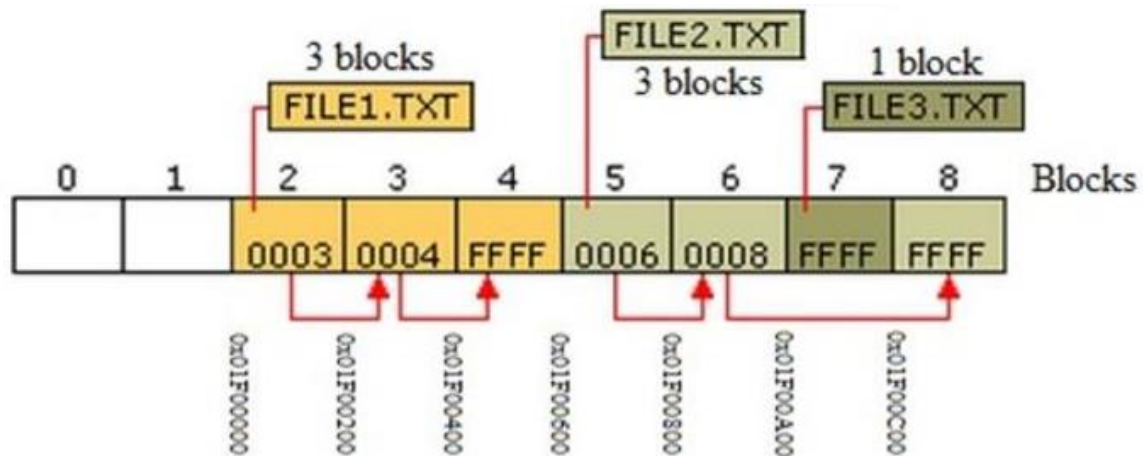 FILE2.TXT
3 blocks
3 blocks
1 block
FILE1.TXT
FILE3.TXT
0 1 2 3 4 5 6 7 8 Blocks
0003 0004 FFFF 0006 0008 FFFF FFFF
0x01F00000
0x01F00200
0x01F00400
0x01F00600
0x01F00800
0x01F00A00
0x01F00C00